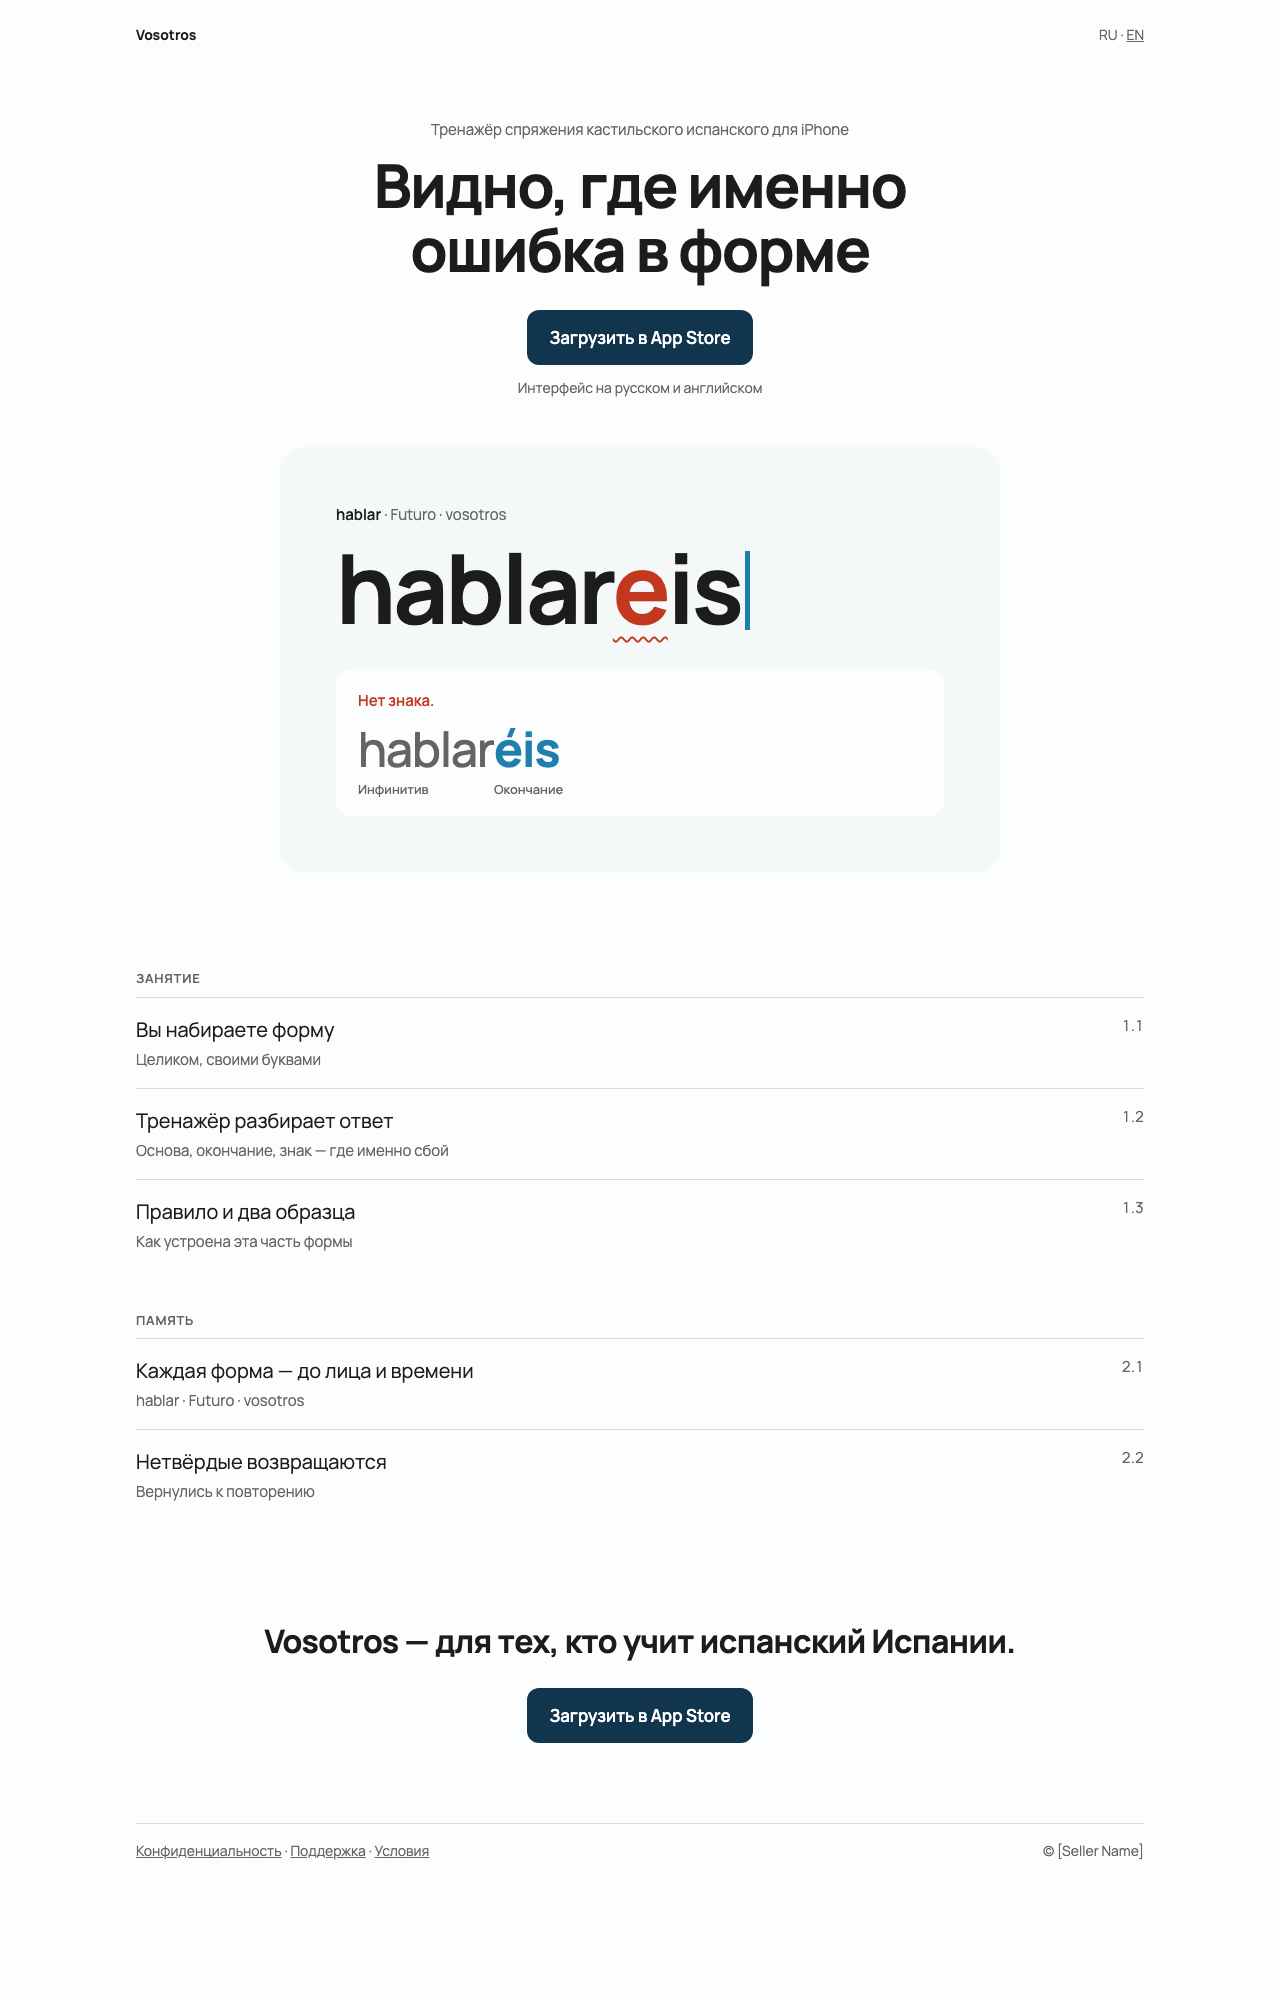 Vosotros
RU · EN
Тренажёр спряжения кастильского испанского для iPhone
Видно, где именно
ошибка в форме
Загрузить в App Store
Интерфейс на русском и английском
hablar · Futuro · vosotros
hablareis
Нет знака.
hablaréis
Инфинитив Окончание
ЗАНЯТИЕ
Вы набираете форму 1.1
Целиком, своими буквами
Тренажёр разбирает ответ 1.2
Основа, окончание, знак — где именно сбой
Правило и два образца 1.3
Как устроена эта часть формы
ПАМЯТЬ
Каждая форма — до лица и времени 2.1
hablar · Futuro · vosotros
Нетвёрдые возвращаются 2.2
Вернулись к повторению
Vosotros — для тех, кто учит испанский Испании.
Загрузить в App Store
Конфиденциальность · Поддержка · Условия
© [Seller Name]